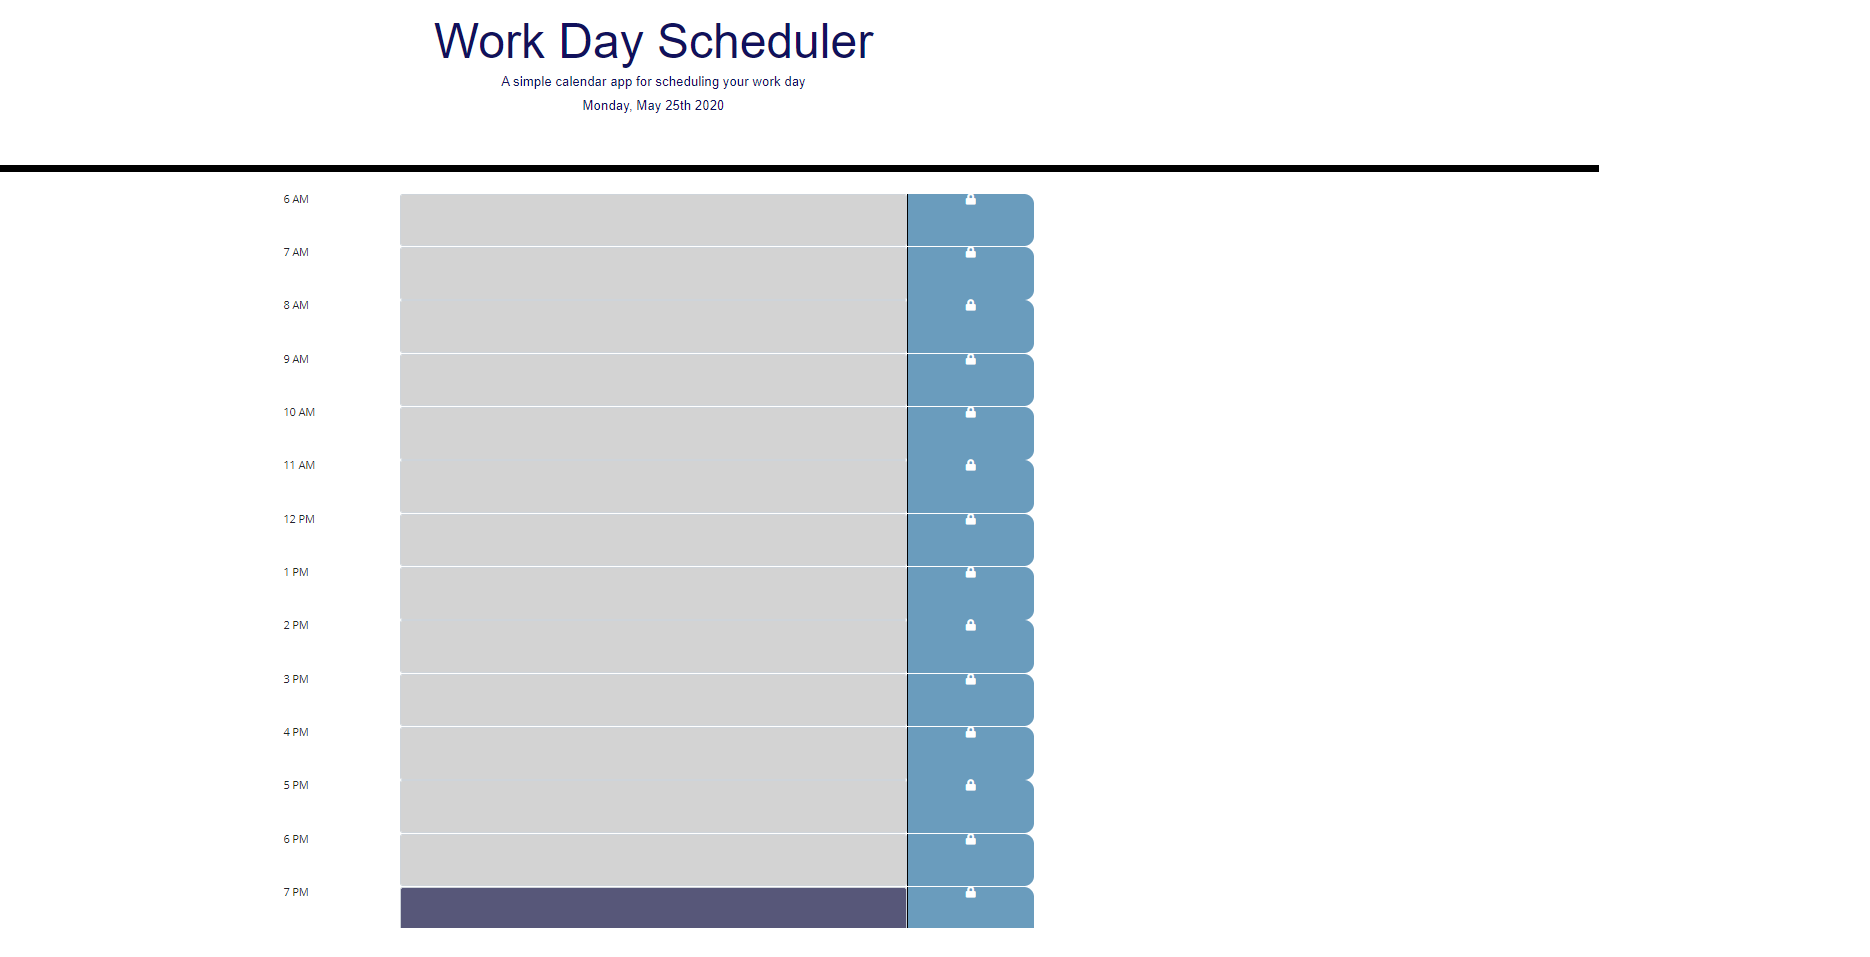 Work Day Scheduler
A simple calendar app for scheduling your work day
Monday, May 25th 2020
6 AM
7 AM
8 AM
9 AM
10 AM
11 AM
12 PM
1 PM
2 PM
3 PM
4 PM
5 PM
6 PM
7 PM